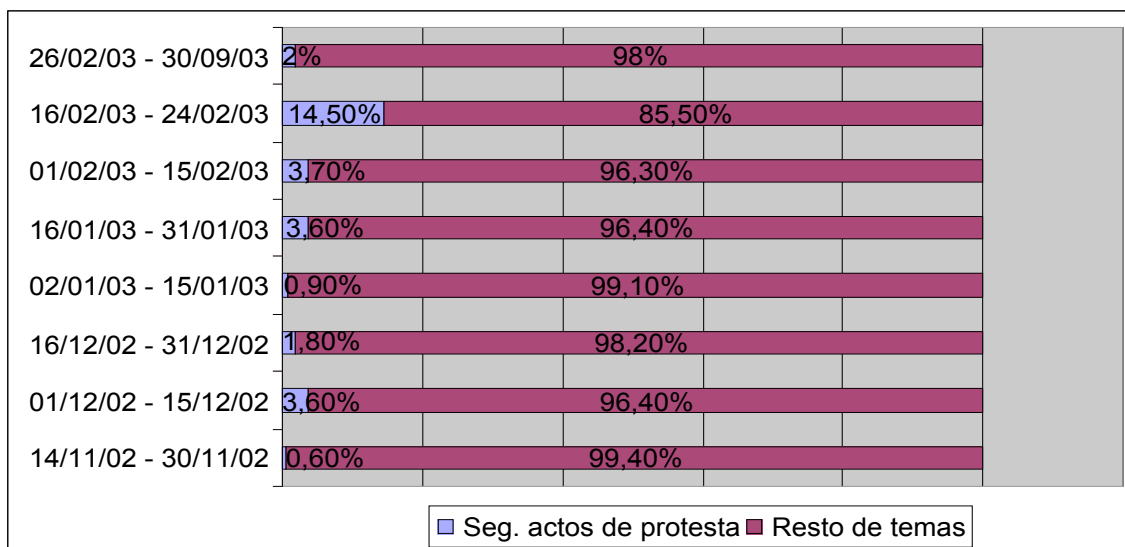 26/02/03 - 30/09/03 2% 98%
16/02/03 - 24/02/03 14,50% 85,50%
01/02/03 - 15/02/03 3,70% 96,30%
16/01/03 - 31/01/03 3,60% 96,40%
02/01/03 - 15/01/03 0,90% 99,10%
16/12/02 - 31/12/02 1,80% 98,20%
01/12/02 - 15/12/02 3,60% 96,40%
14/11/02 - 30/11/02 0,60% 99,40%
Seg. actos de protesta Resto de temas